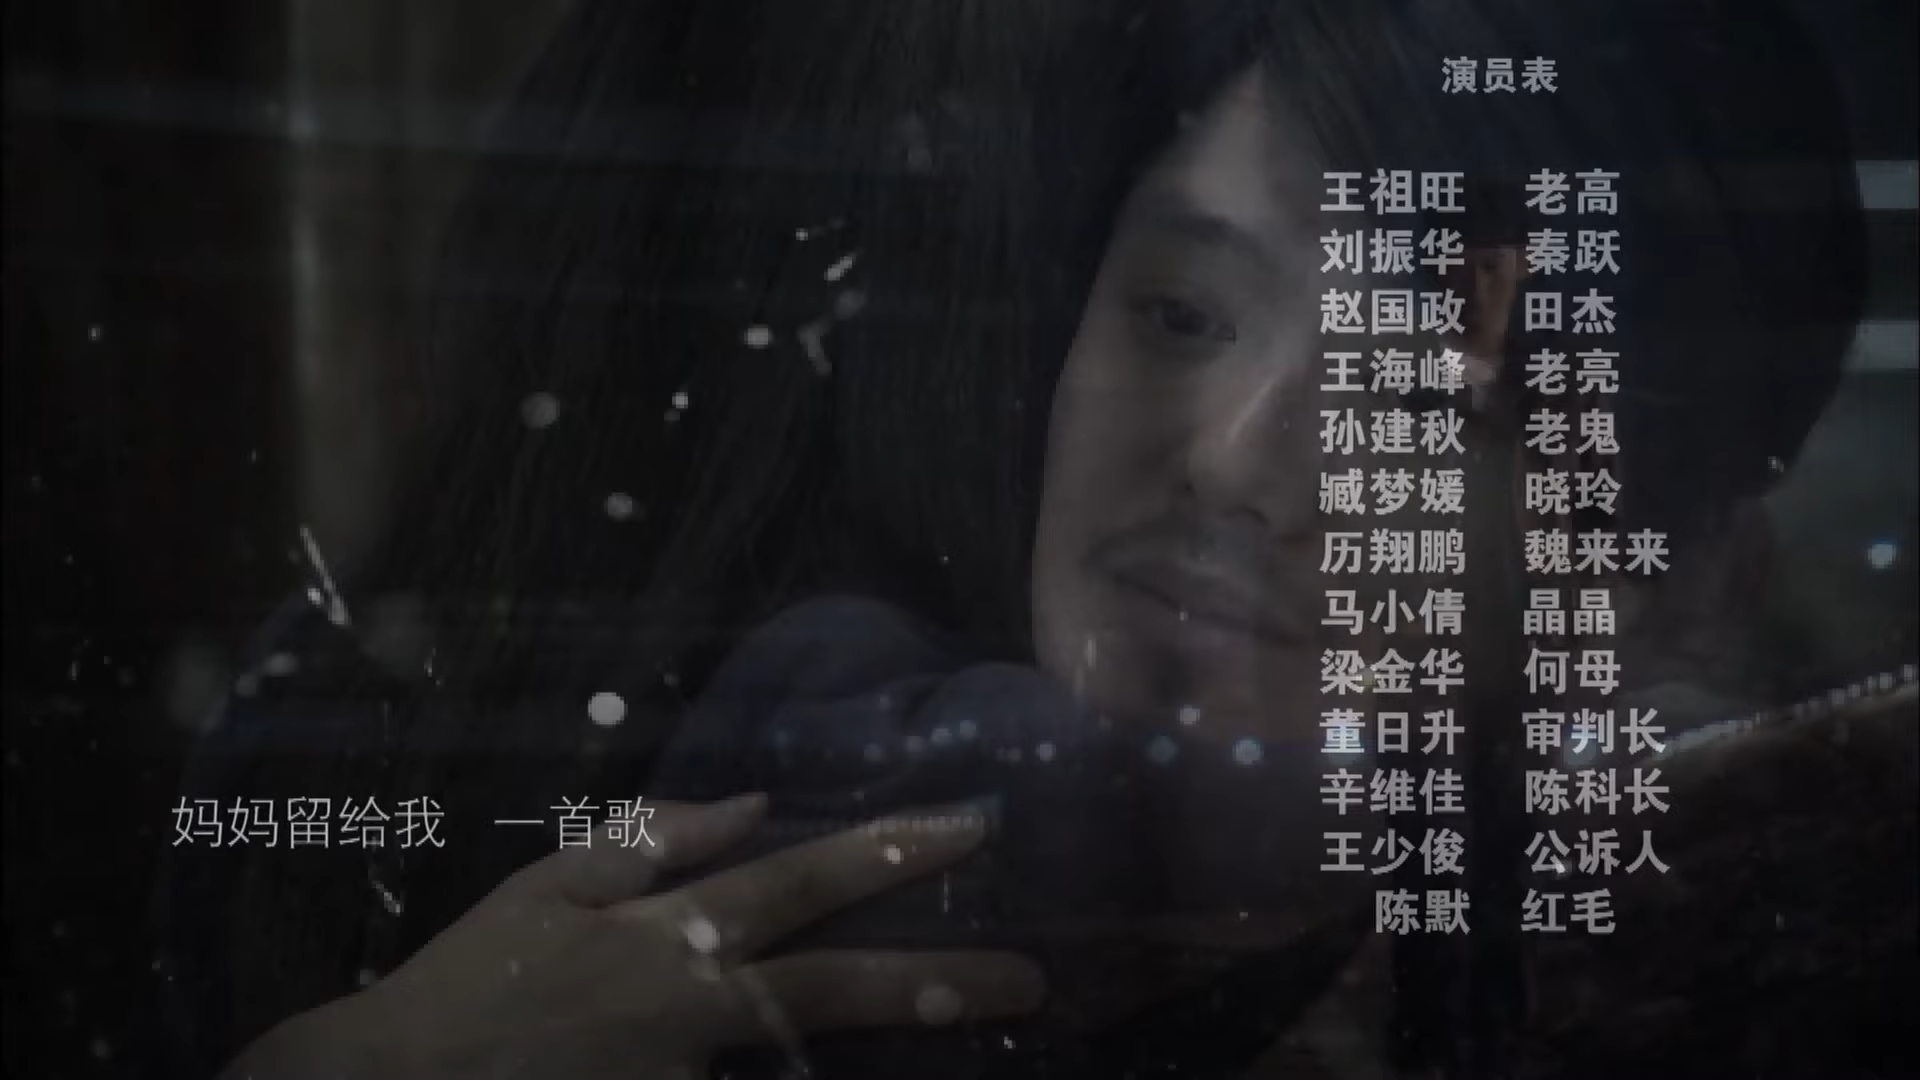 演员表
王祖旺 老高
刘振华 秦跃
赵国政 田杰
王海峰 老亮
孙建秋 老鬼
臧梦媛 晓玲
历翔鹏 魏来来
马小倩 晶晶
梁金华 何母
董日升 审判长
辛维佳 陈科长
王少俊 公诉人
陈默 红毛
妈妈留给我 一首歌